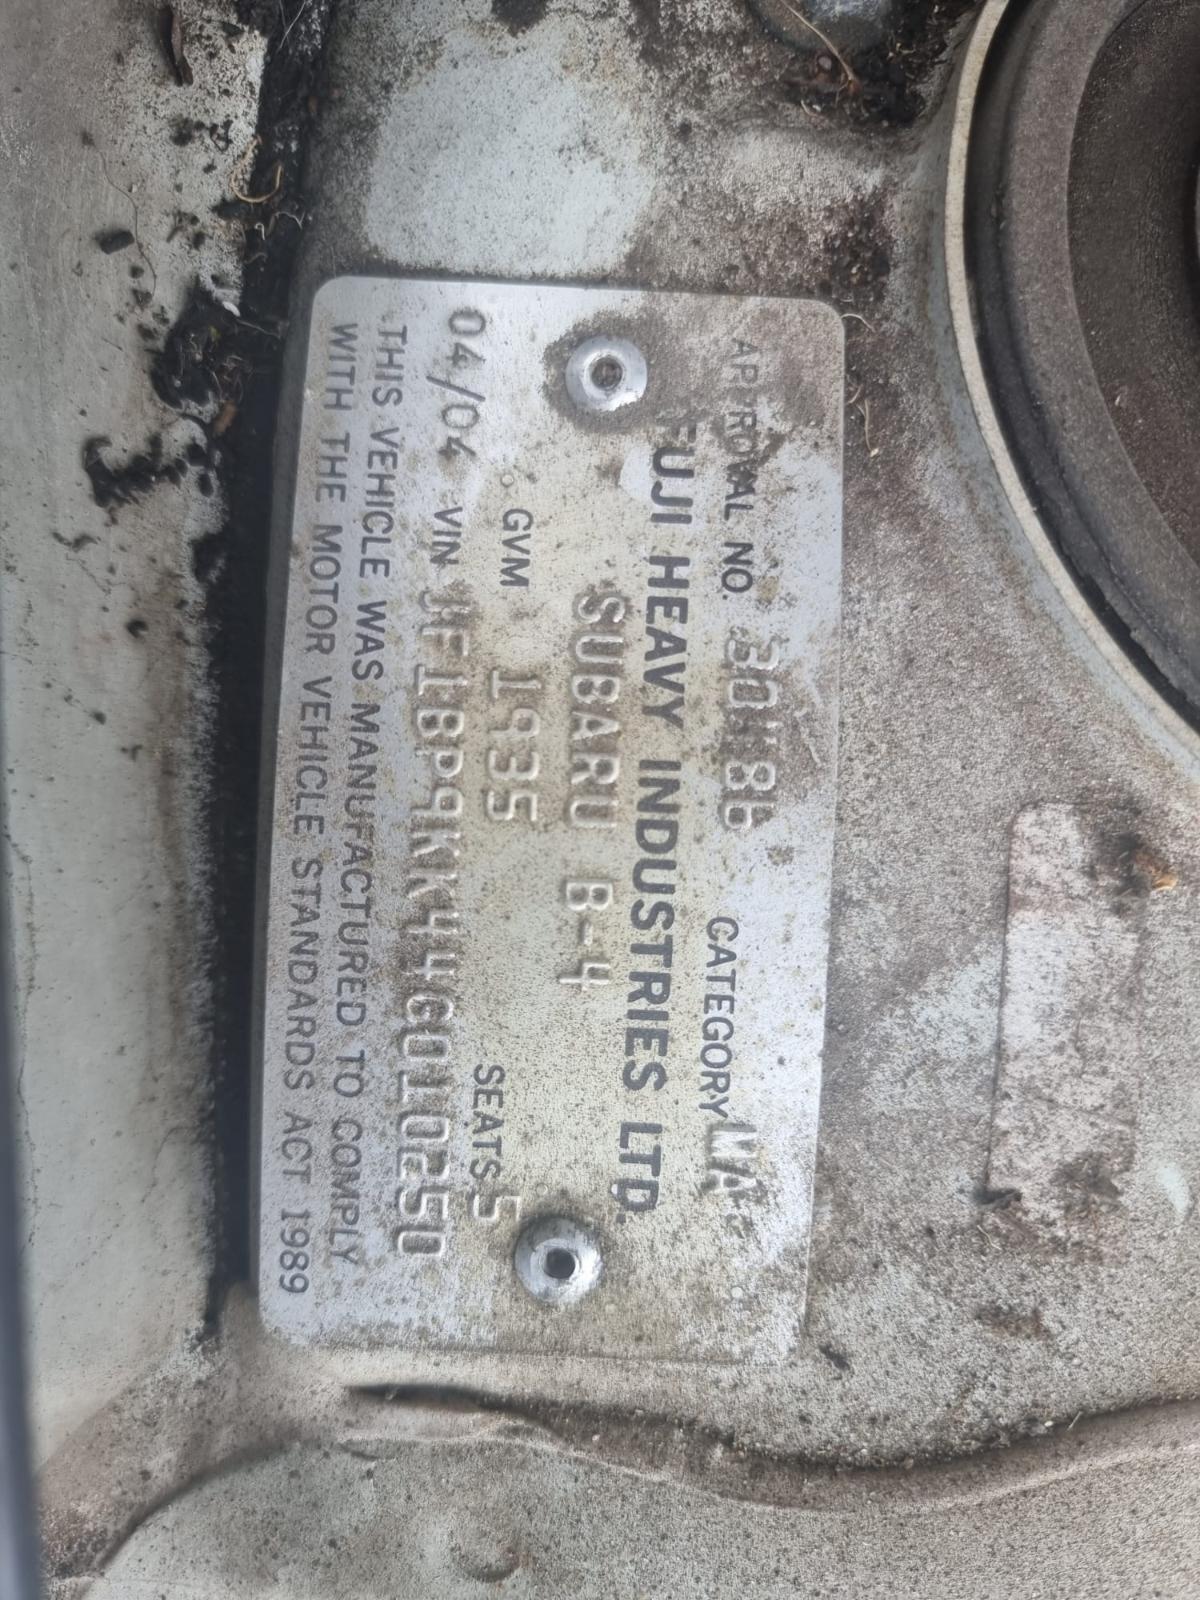 APPROVAL NO. 30486 CATEGORY MA
FUJI HEAVY INDUSTRIES LTD.
SUBARU B-4
GVM 1935 SEATS 5
04/04 VIN JF1BP9KK44G010250
THIS VEHICLE WAS MANUFACTURED TO COMPLY
WITH THE MOTOR VEHICLE STANDARDS ACT 1989